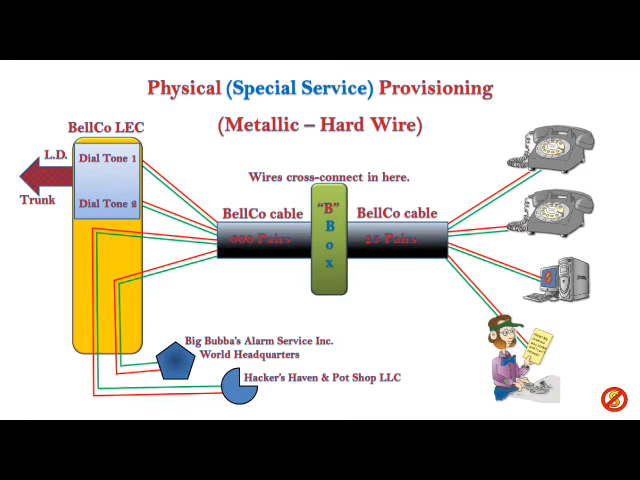 Physical (Special Service) Provisioning
(Metallic – Hard Wire)
BellCo LEC
L.D.
Trunk
Dial Tone 1
Dial Tone 2
Wires cross-connect in here.
BellCo cable
Pairs
“B”
B
o
x
BellCo cable
25 Pairs
Big Bubba's Alarm Service Inc.
World Headquarters
Hacker's Haven & Pot Shop LLC